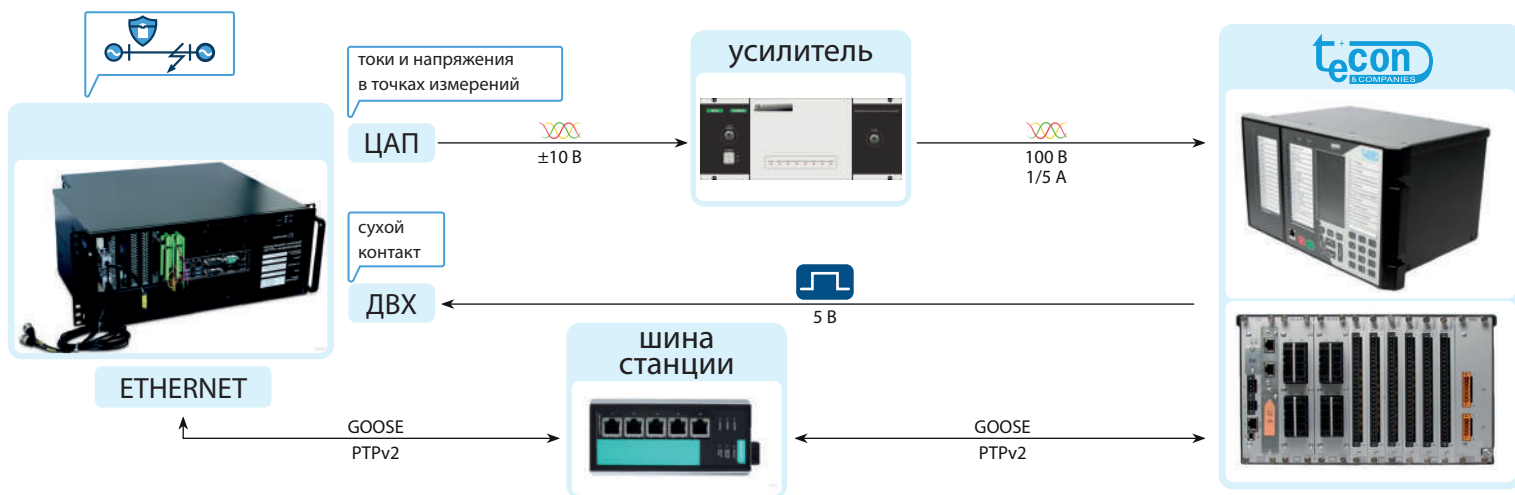 токи и напряжения
в точках измерений
ЦАП
±10 В
усилитель
100 В
1/5 А
tecon
& COMPANIES
сухой
контакт
ДВХ
5 В
шина
станции
ETHERNET
GOOSE
PTPv2
GOOSE
PTPv2